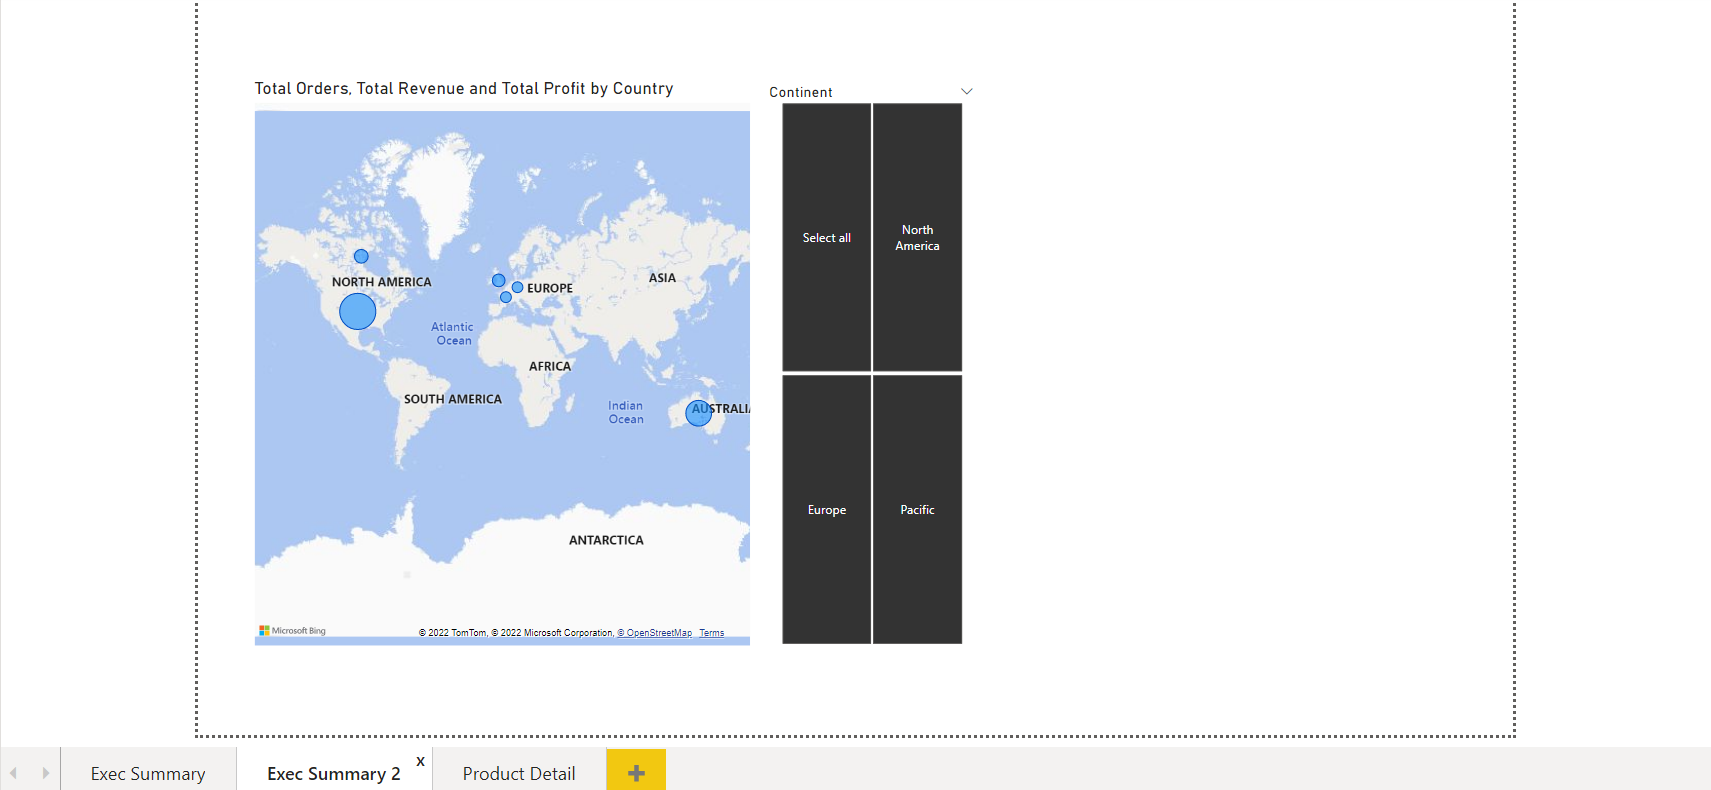 Total Orders, Total Revenue and Total Profit by Country
Continent
NORTH AMERICA
EUROPE
ASIA
Atlantic
Ocean
AFRICA
SOUTH AMERICA
Indian
Ocean
AUSTRALIA
ANTARCTICA
Microsoft Bing
© 2022 TomTom, © 2022 Microsoft Corporation, © OpenStreetMap Terms
Select all
North
America
Europe
Pacific
Exec Summary
Exec Summary 2
x
Product Detail
+